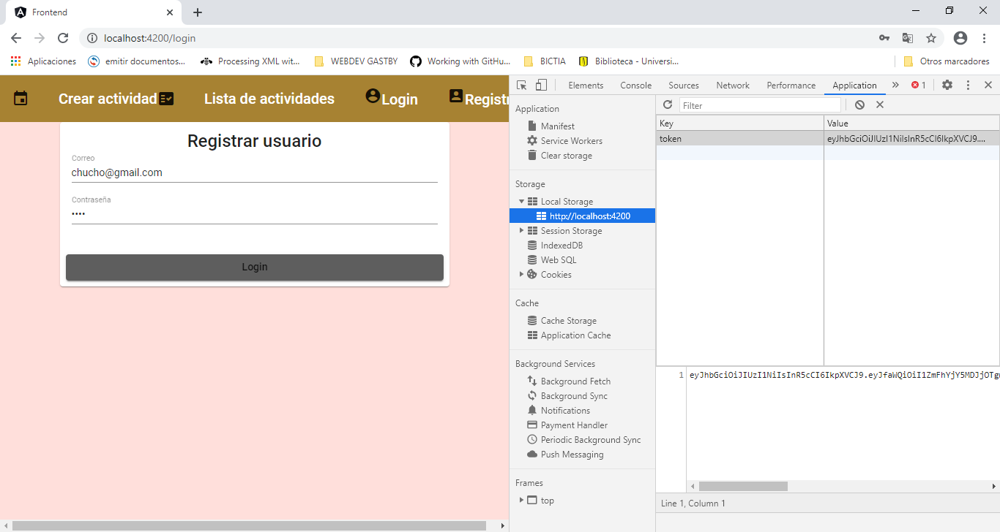 Frontend
localhost:4200/login
Aplicaciones
emitir documentos...
Processing XML wit...
WEBDEV GASTBY
Working with GitHu...
BICTIA
Biblioteca - Universi...
Otros marcadores
Crear actividad
Lista de actividades
Login
Registr
Registrar usuario
Correo
chucho@gmail.com
Contraseña
••••
Login
Elements
Console
Sources
Network
Performance
Application
1
Application
Manifest
Service Workers
Clear storage
Storage
Local Storage
http://localhost:4200
Session Storage
IndexedDB
Web SQL
Cookies
Cache
Cache Storage
Application Cache
Background Services
Background Fetch
Background Sync
Notifications
Payment Handler
Periodic Background Sync
Push Messaging
Frames
top
Filter
Key Value
token eyJhbGciOiJIUzI1NiIsInR5cCI6IkpXVCJ9....
1 eyJhbGciOiJIUzI1NiIsInR5cCI6IkpXVCJ9.eyJfaWQiOiI1ZmFhYjY5MDJjOTg
Line 1, Column 1